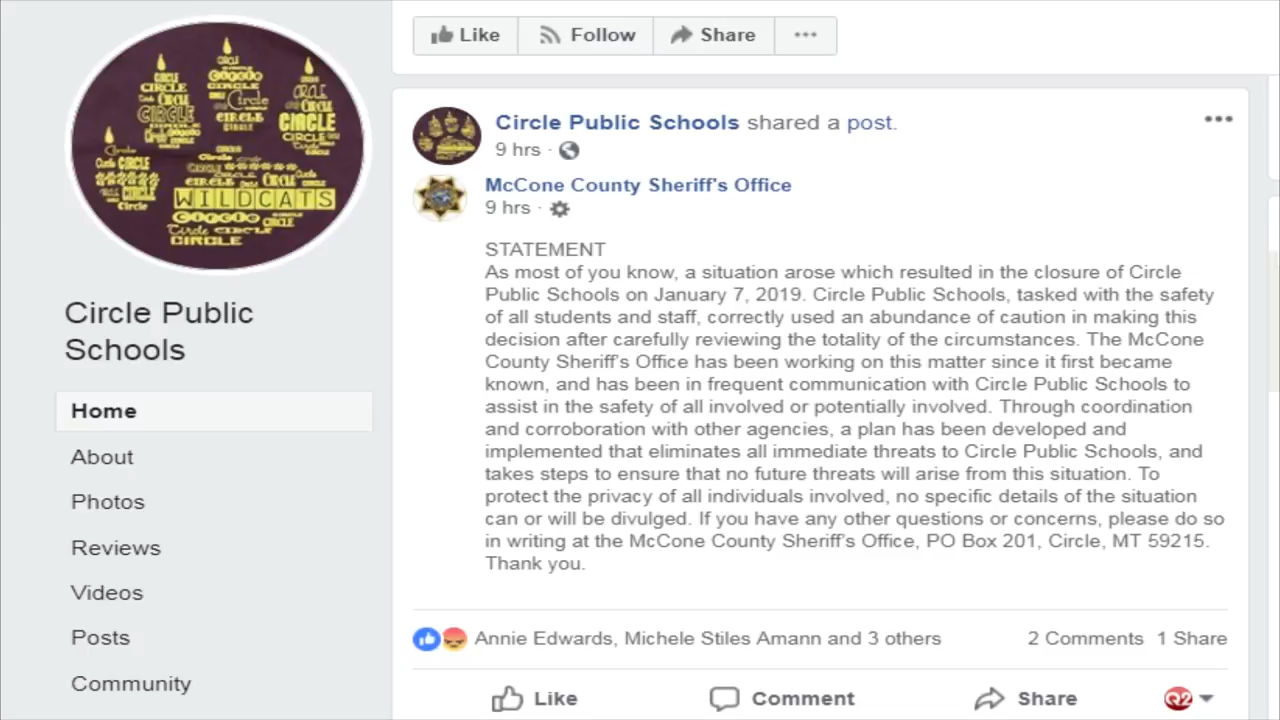 Like Follow Share
Circle Public Schools shared a post.
9 hrs ·
McCone County Sheriff's Office
9 hrs ·
STATEMENT
As most of you know, a situation arose which resulted in the closure of Circle
Public Schools on January 7, 2019. Circle Public Schools, tasked with the safety
of all students and staff, correctly used an abundance of caution in making this
decision after carefully reviewing the totality of the circumstances. The McCone
County Sheriff's Office has been working on this matter since it first became
known, and has been in frequent communication with Circle Public Schools to
assist in the safety of all involved or potentially involved. Through coordination
and corroboration with other agencies, a plan has been developed and
implemented that eliminates all immediate threats to Circle Public Schools, and
takes steps to ensure that no future threats will arise from this situation. To
protect the privacy of all individuals involved, no specific details of the situation
can or will be divulged. If you have any other questions or concerns, please do so
in writing at the McCone County Sheriff's Office, PO Box 201, Circle, MT 59215.
Thank you.
Annie Edwards, Michele Stiles Amann and 3 others 2 Comments 1 Share
Like Comment Share
Q2
WILDCATS
CIRCLE
Circle Public
Schools
Home
About
Photos
Reviews
Videos
Posts
Community